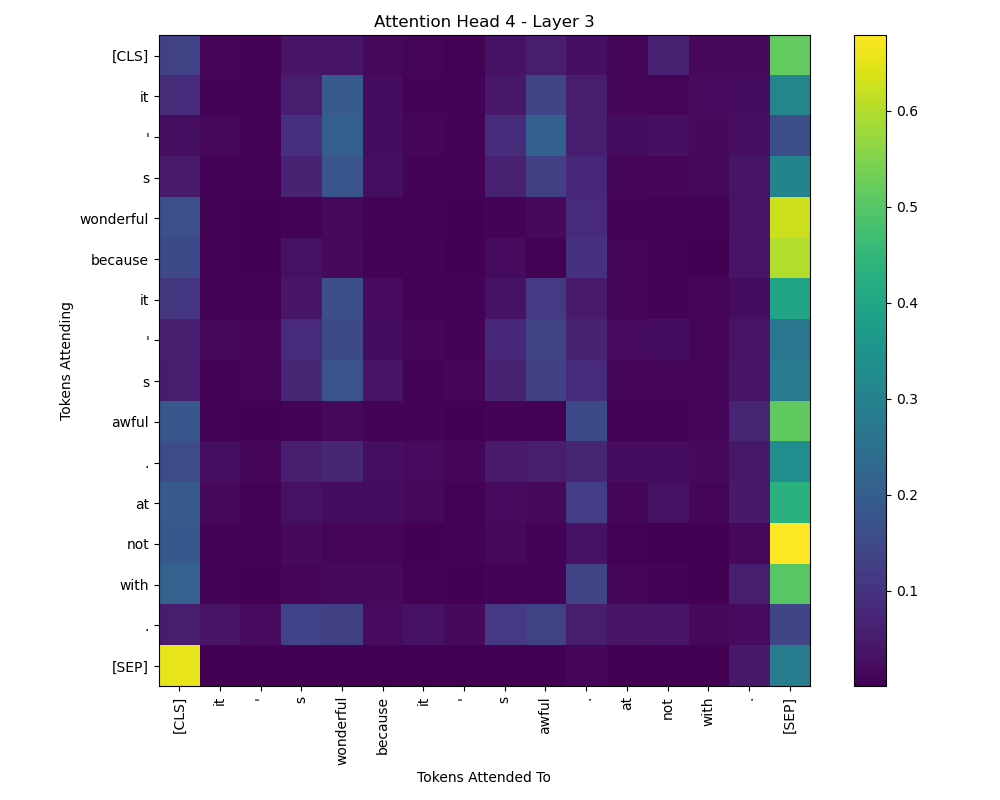 Attention Head 4 - Layer 3
Tokens Attending
[CLS]
it
'
s
wonderful
because
it
'
s
awful
.
at
not
with
.
[SEP]
[CLS]
it
'
s
wonderful
because
it
'
s
awful
.
at
not
with
.
[SEP]
Tokens Attended To
0.6
0.5
0.4
0.3
0.2
0.1